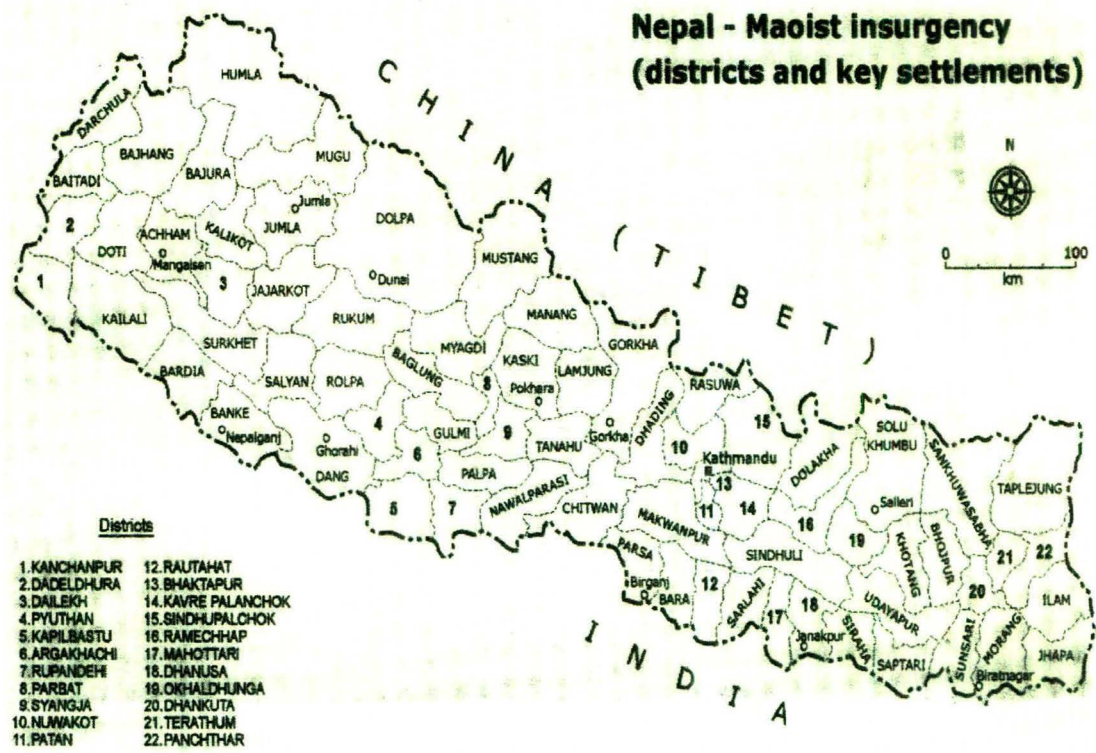 Nepal - Maoist insurgency
(districts and key settlements)
CHINA (TIBET)
N
0 100
km
HUMLA
DARCHULA
BAJHANG
MUGU
BAJURA
BAITADI
Jumla
2
ACHHAM
KALIKOT
JUMLA
DOLPA
DOTI
Mangalsen
MUSTANG
1
3
JAJARKOT
Dunai
KAILALI
RUKUM
MANANG
SURKHET
MYAGDI
GORKHA
BARDIA
BAGLUNG
KASKI
LAMJUNG
SALYAN
ROLPA
8
Pokhara
DHADING
RASUWA
BANKE
Nepalganj
4
GULMI
9
TANAHU
Gorkha
10
15
SOLU
KHUMBU
Ghorahi
6
Kathmandu
DOLAKHA
SANKHUWASABHA
DANG
PALPA
13
TAPLEJUNG
5
7
NAWALPARASI
CHITWAN
MAKWANPUR
11
14
16
Salleri
19
KHOTANG
BHOJPUR
21
22
PARSA
SINDHULI
Birganj
BARA
12
SARLAHI
17
18
UDAYAPUR
20
ILAM
Janakpur
SIRAHA
SAPTARI
SUNSARI
MORANG
JHAPA
Biratnagar
INDIA
Districts
1.KANCHANPUR 12.RAUTAHAT
2.DADELDHURA 13.BHAKTAPUR
3.DAILEKH 14.KAVRE PALANCHOK
4.PYUTHAN 15.SINDHUPALCHOK
5.KAPILBASTU 16.RAMECHHAP
6.ARGAKHACHI 17.MAHOTTARI
7.RUPANDEHI 18.DHANUSA
8.PARBAT 19.OKHALDHUNGA
9.SYANGJA 20.DHANKUTA
10.NUWAKOT 21.TERATHUM
11.PATAN 22.PANCHTHAR